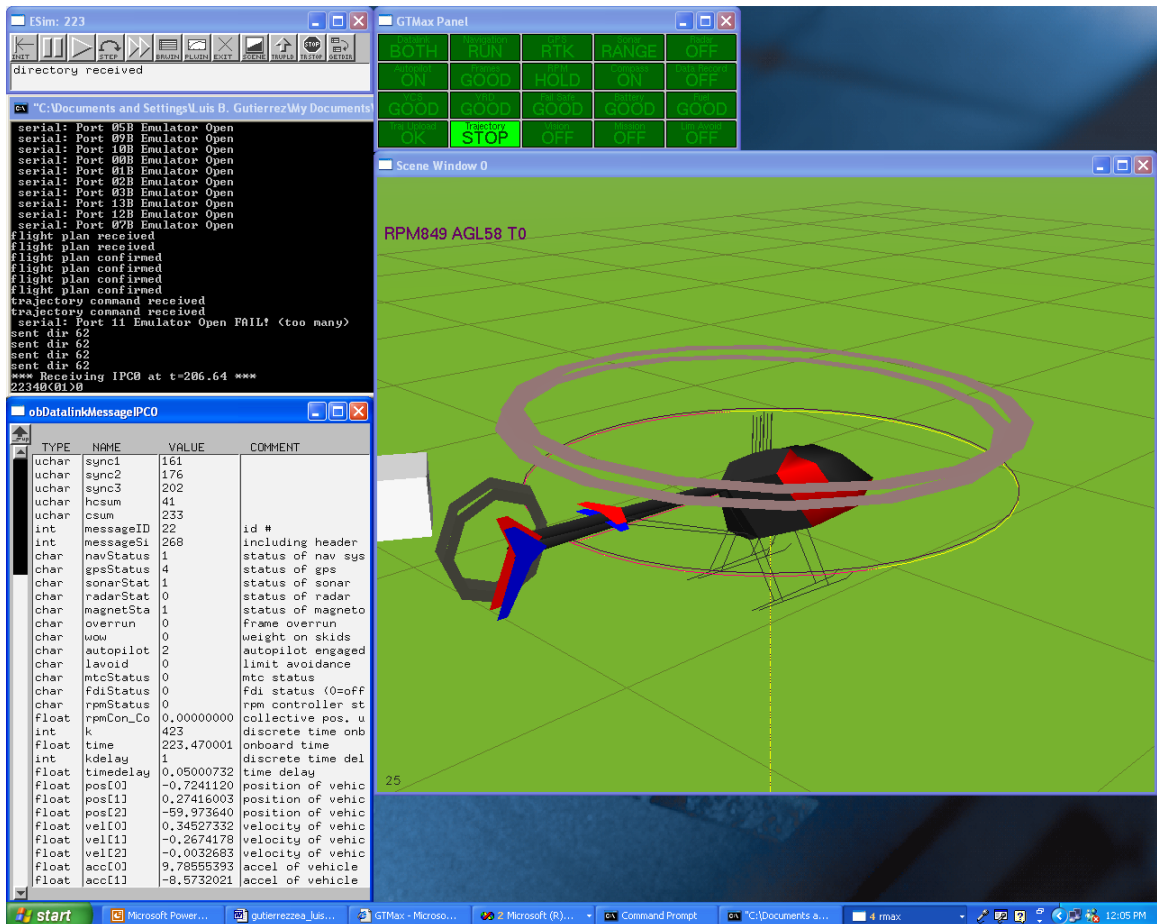 ESim: 223
INIT STEP BRWIN PLWIN EXIT SCENE TRUPLD STOP TRSTOP GETDIR
directory received
"C:\Documents and Settings\Luis B. Gutierrez\My Documents\
serial: Port 05B Emulator Open
serial: Port 09B Emulator Open
serial: Port 10B Emulator Open
serial: Port 00B Emulator Open
serial: Port 01B Emulator Open
serial: Port 02B Emulator Open
serial: Port 03B Emulator Open
serial: Port 13B Emulator Open
serial: Port 12B Emulator Open
serial: Port 07B Emulator Open
flight plan received
flight plan received
flight plan confirmed
flight plan confirmed
flight plan confirmed
flight plan confirmed
trajectory command received
trajectory command received
serial: Port 11 Emulator Open FAIL! (too many)
sent dir 62
sent dir 62
sent dir 62
sent dir 62
*** Receiving IPC0 at t=206.64 ***
22340(01)0
obDatalinkMessageIPC0
up
TYPE NAME VALUE COMMENT
uchar sync1 161
uchar sync2 176
uchar sync3 202
uchar hcsum 41
uchar csum 233
int messageID 22 id #
int messageSi 268 including header
char navStatus 1 status of nav sys
char gpsStatus 4 status of gps
char sonarStat 1 status of sonar
char radarStat 0 status of radar
char magnetSta 1 status of magneto
char overrun 0 frame overrun
char wow 0 weight on skids
char autopilot 2 autopilot engaged
char lavoid 0 limit avoidance
char mtcStatus 0 mtc status
char fdiStatus 0 fdi status (0=off
char rpmStatus 0 rpm controller st
float rpmCon_Co 0.00000000 collective pos. u
int k 423 discrete time onb
float time 223.470001 onboard time
int kdelay 1 discrete time del
float timedelay 0.05000732 time delay
float pos[0] -0.7241120 position of vehic
float pos[1] 0.27416003 position of vehic
float pos[2] -59.973640 position of vehic
float vel[0] 0.34527332 velocity of vehic
float vel[1] -0.2674178 velocity of vehic
float vel[2] -0.0032683 velocity of vehic
float acc[0] 9.78555393 accel of vehicle
float acc[1] -8.5732021 accel of vehicle
GTMax Panel
Datalink Navigation GPS Sonar Radar
BOTH RUN RTK RANGE OFF
Autopilot Frames RPM Compass Data Record
ON GOOD HOLD ON OFF
VCS VRD Fail Safe Battery Fuel
GOOD GOOD GOOD GOOD GOOD
Traj Upload Trajectory Vision Mission Lim Avoid
OK STOP OFF OFF OFF
Scene Window 0
RPM849 AGL58 T0
25
start Microsoft Power... gutierrezzea_luis... GTMax - Microso... 2 Microsoft (R)... Command Prompt "C:\Documents a... 4 rmax 12:05 PM